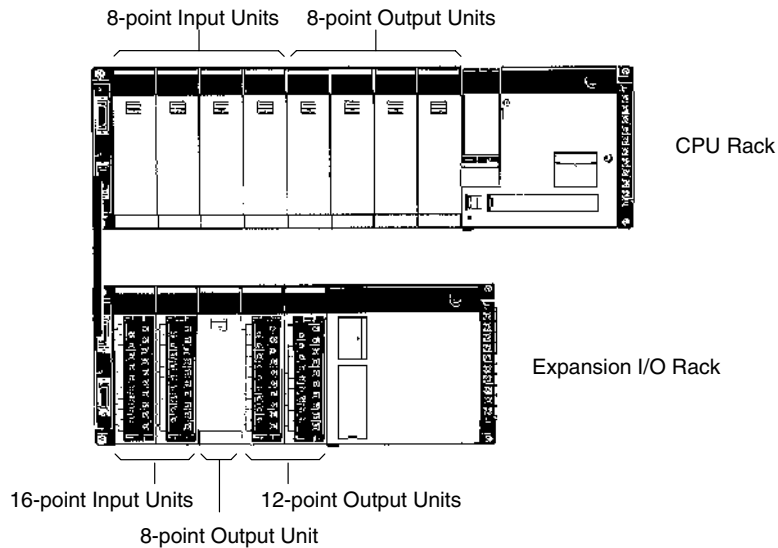 8-point Input Units
8-point Output Units
CPU Rack
Expansion I/O Rack
16-point Input Units
12-point Output Units
8-point Output Unit